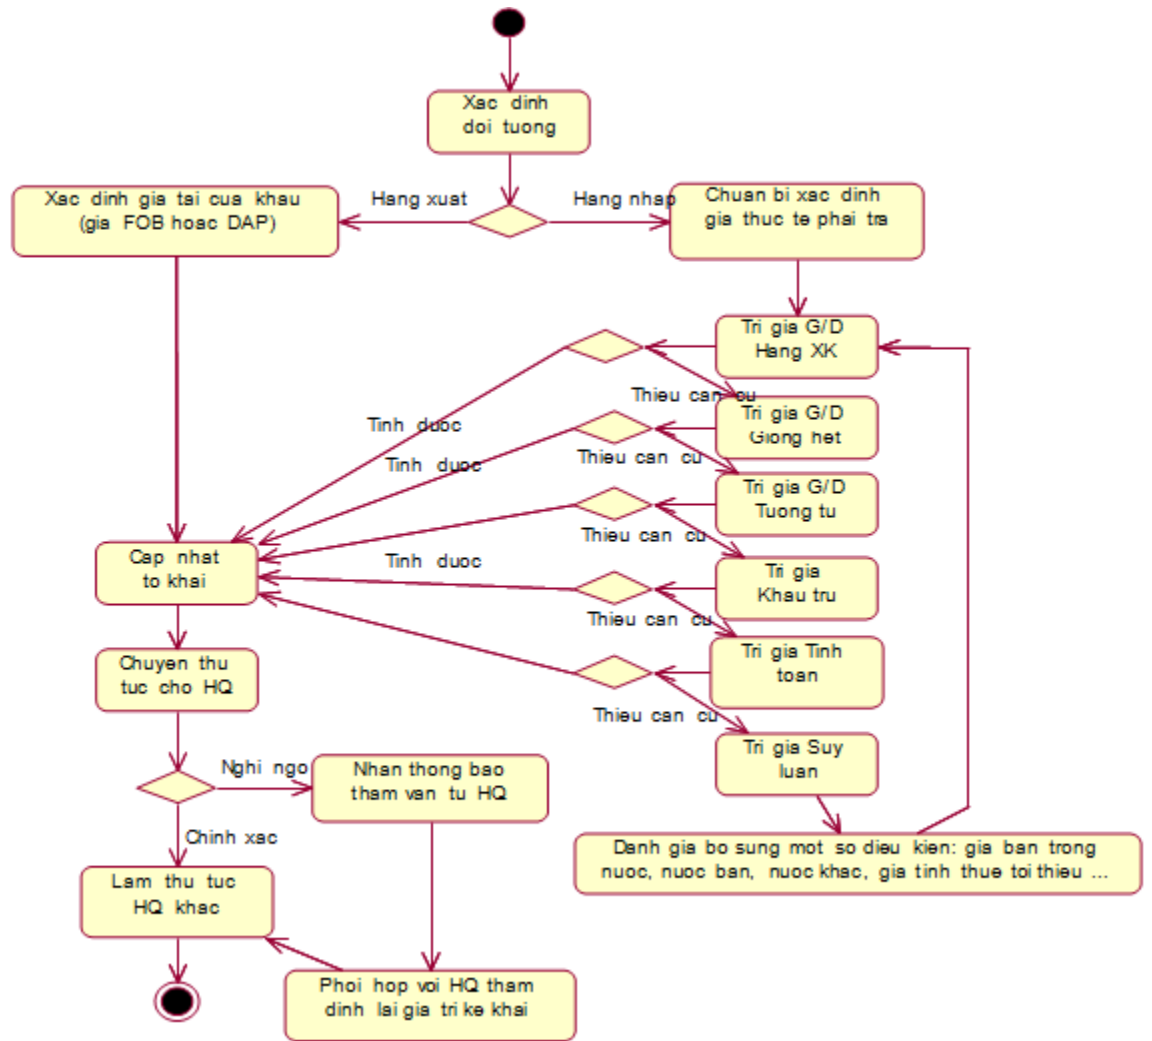 Xac dinh
doi tuong
Xac dinh gia tai cua khau
(gia FOB hoac DAP)
Hang xuat
Hang nhap
Chuan bi xac dinh
gia thuc te phai tra
Tri gia G/D
Hang XK
Thieu can cu
Tri gia G/D
Giong het
Tinh duoc
Thieu can cu
Tinh duoc
Tri gia G/D
Tuong tu
Thieu can cu
Cap nhat
to khai
Tinh duoc
Tri gia
Khau tru
Thieu can cu
Chuyen thu
tuc cho HQ
Tri gia Tinh
toan
Thieu can cu
Tri gia Suy
luan
Nghi ngo
Nhan thong bao
tham van tu HQ
Chinh xac
Danh gia bo sung mot so dieu kien: gia ban trong
nuoc, nuoc ban, nuoc khac, gia tinh thue toi thieu ...
Lam thu tuc
HQ khac
Phoi hop voi HQ tham
dinh lai gia tri ke khai